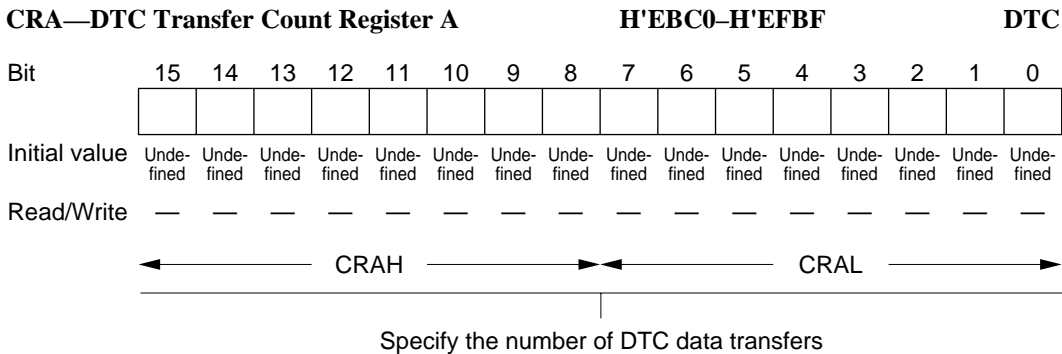 CRA—DTC Transfer Count Register A H'EBC0–H'EFBF DTC
Bit 15 14 13 12 11 10 9 8 7 6 5 4 3 2 1 0
Initial value Unde- Unde- Unde- Unde- Unde- Unde- Unde- Unde- Unde- Unde- Unde- Unde- Unde- Unde- Unde- Unde-
fined fined fined fined fined fined fined fined fined fined fined fined fined fined fined fined
Read/Write — — — — — — — — — — — — — — — —
CRAH CRAL
Specify the number of DTC data transfers